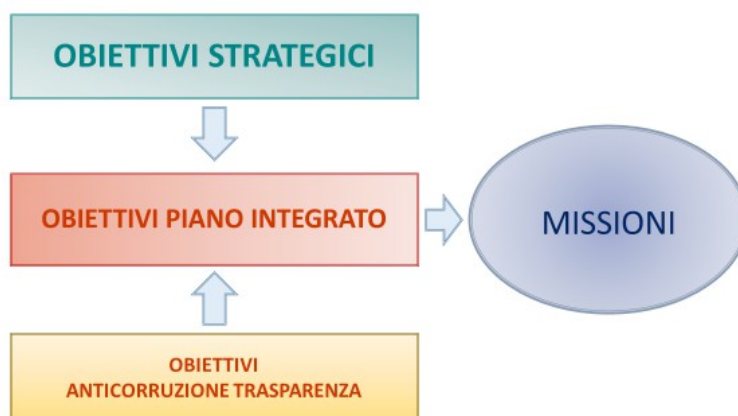 OBIETTIVI STRATEGICI
OBIETTIVI PIANO INTEGRATO
MISSIONI
OBIETTIVI
ANTICORRUZIONE TRASPARENZA